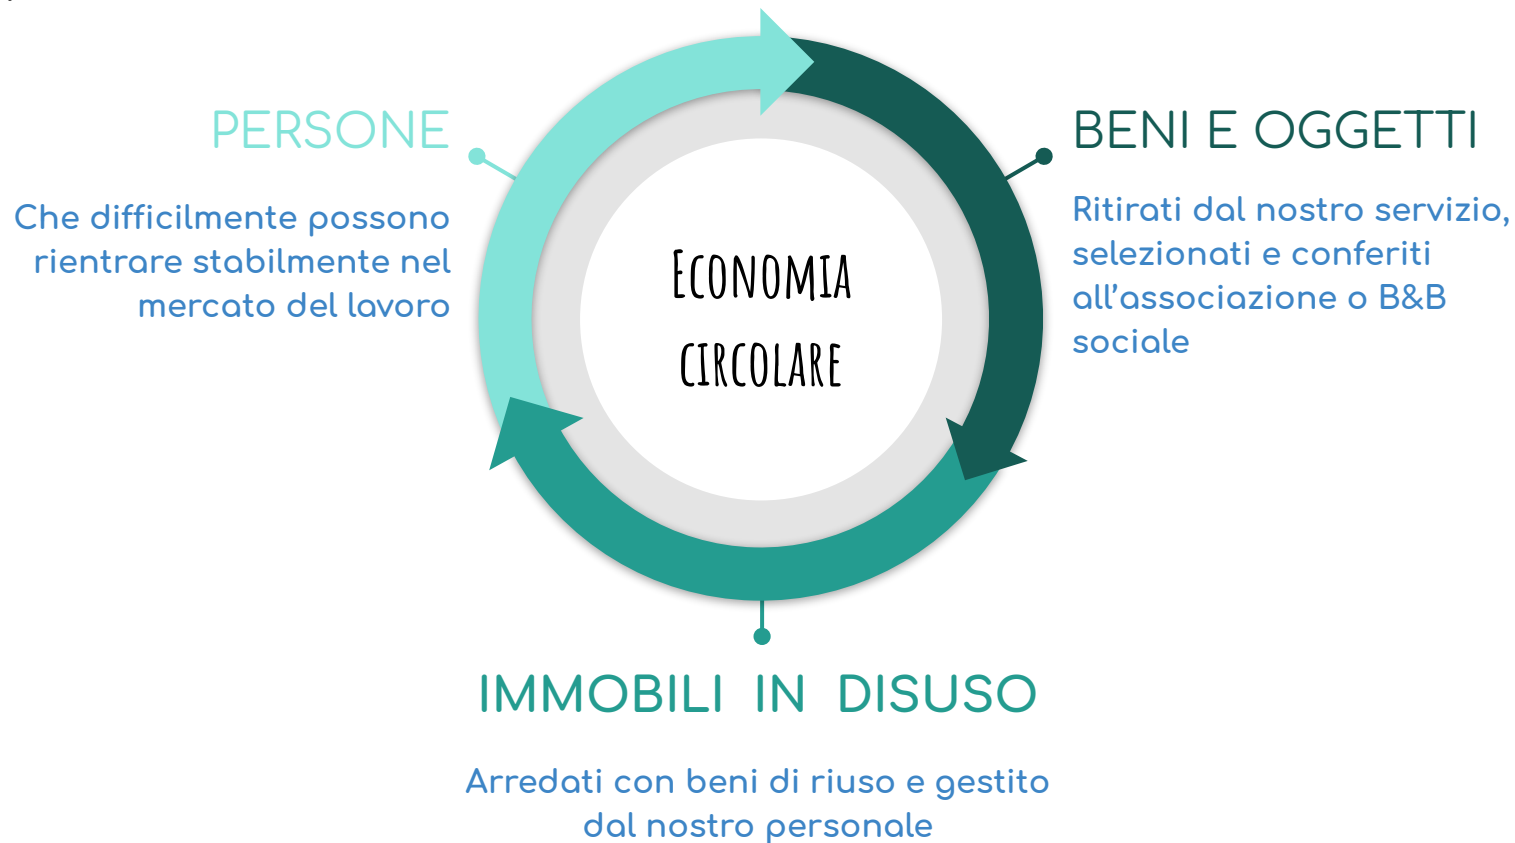 PERSONE
Che difficilmente possono
rientrare stabilmente nel
mercato del lavoro
Economia
circolare
BENI E OGGETTI
Ritirati dal nostro servizio,
selezionati e conferiti
all'associazione o B&B
sociale
IMMOBILI IN DISUSO
Arredati con beni di riuso e gestito
dal nostro personale